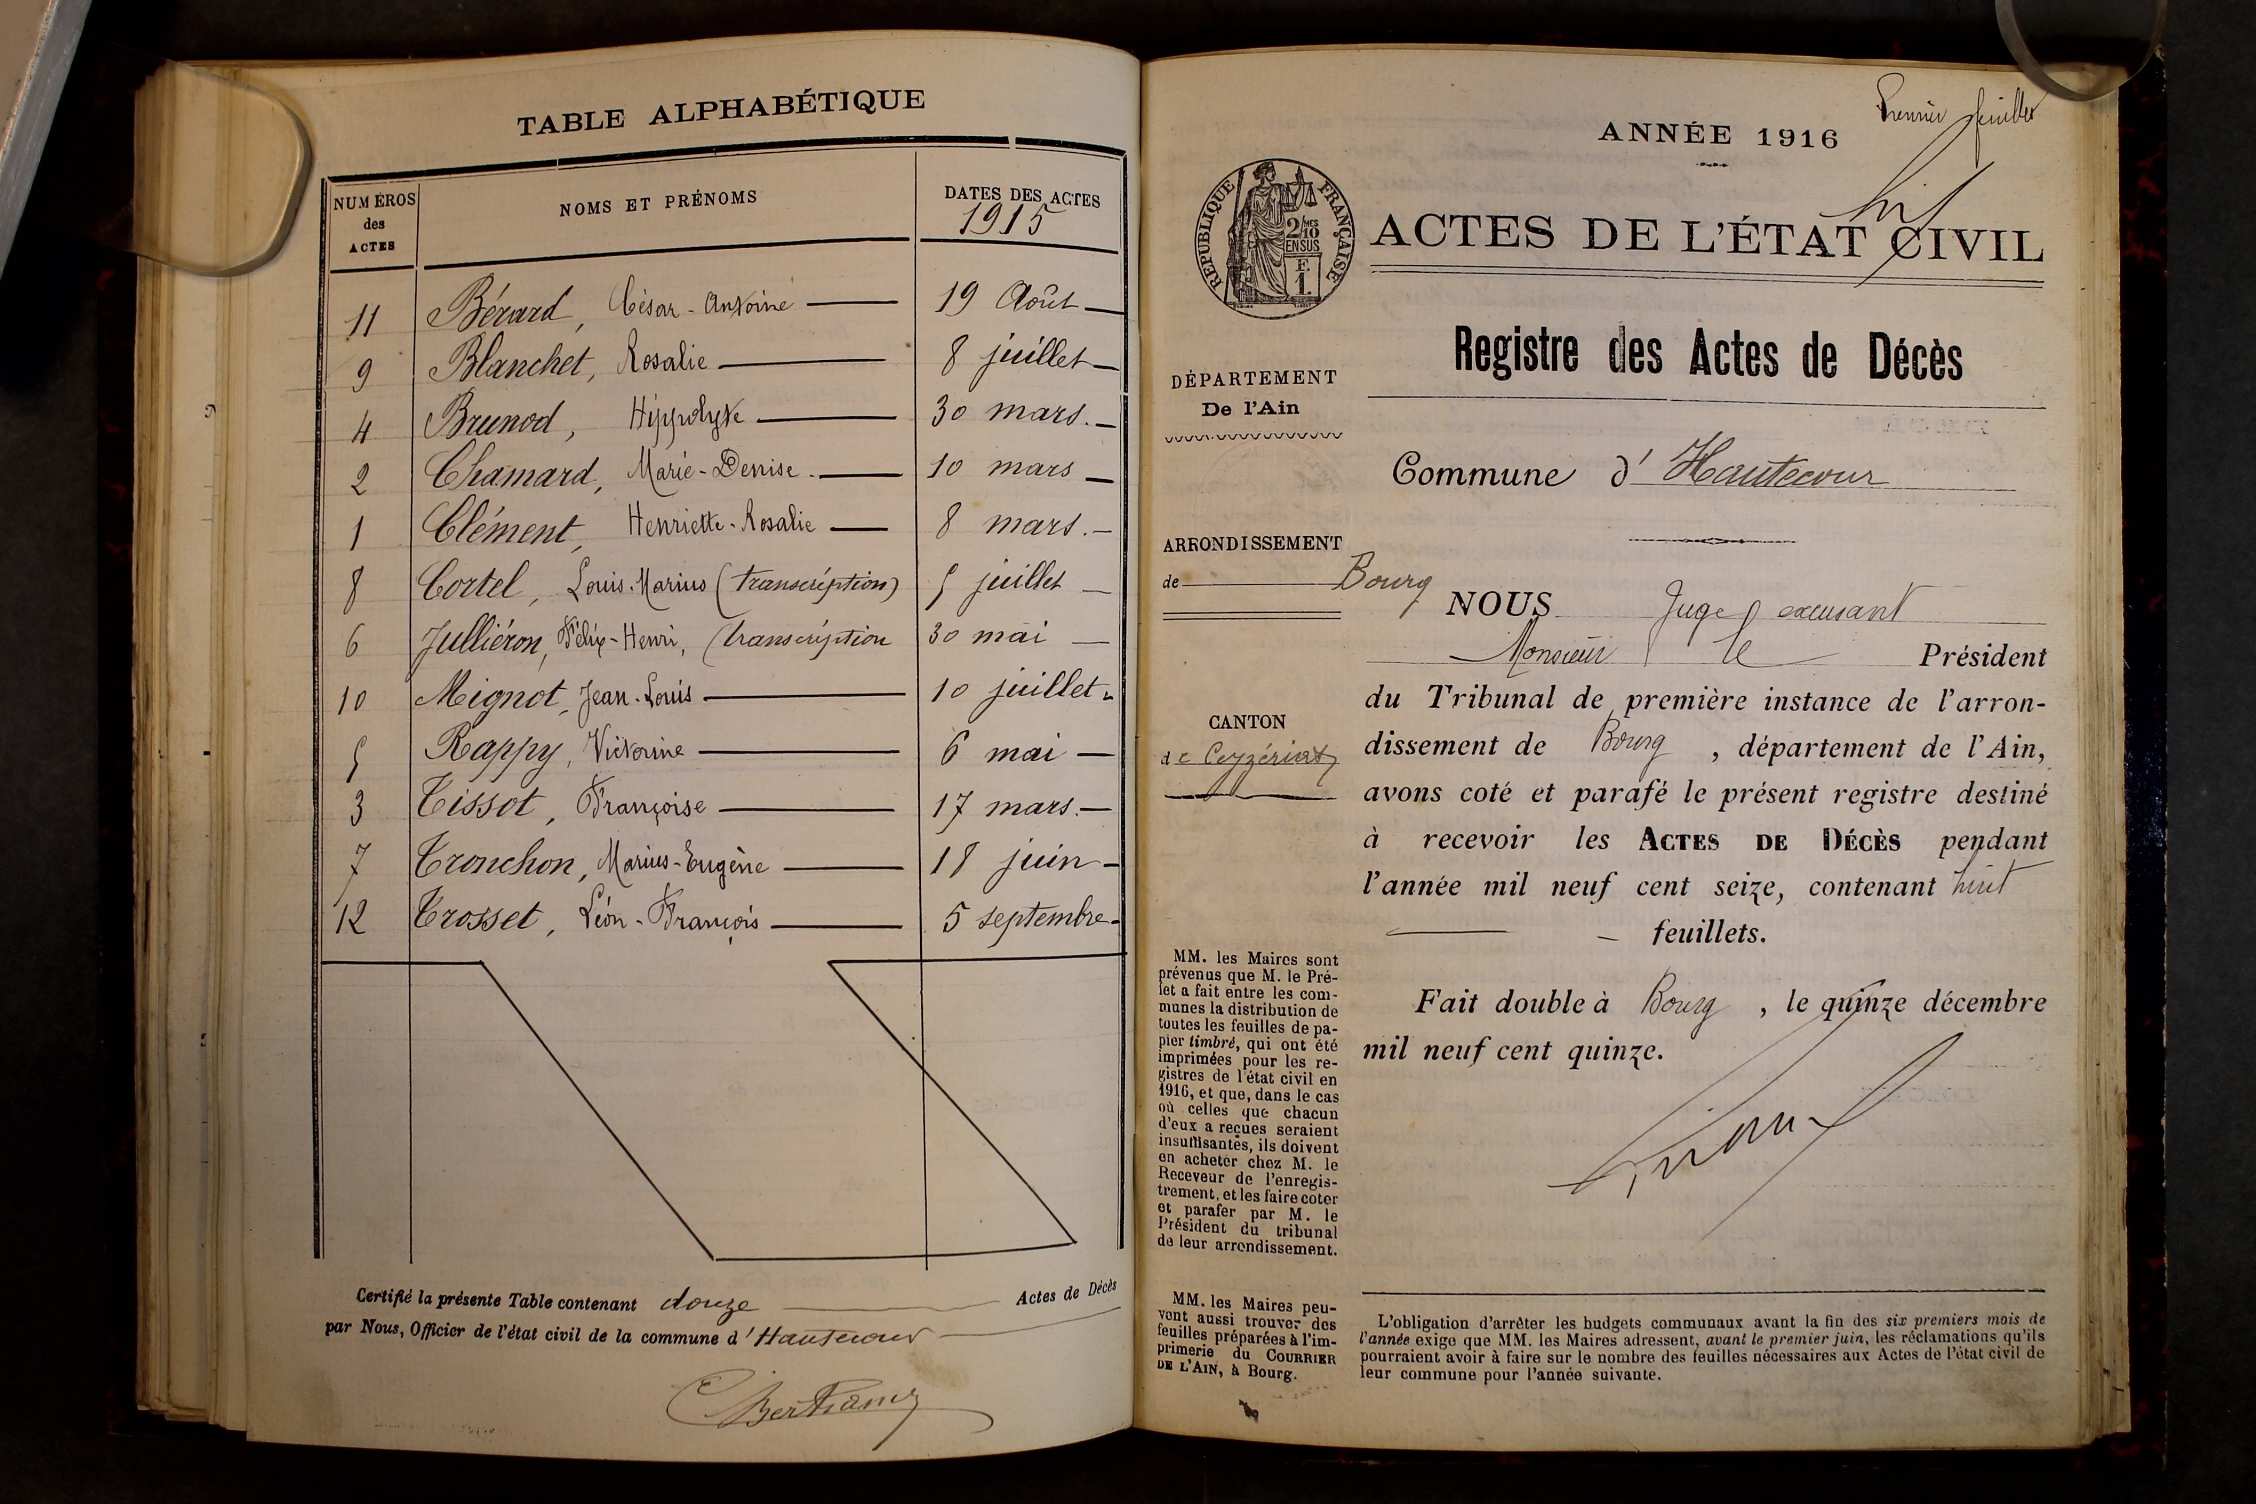 TABLE ALPHABÉTIQUE
NUMÉROS des ACTES
NOMS ET PRÉNOMS
DATES DES ACTES
1915
11 Bérard, César-Antoine 19 Août
9 Blanchet, Rosalie 8 juillet
4 Brunod, Hippolyte 30 mars.
2 Chamard, Marie-Denise. 10 mars
1 Clément, Henriette-Rosalie 8 mars.
8 Cortel, Louis-Marius (transcription) 5 juillet
6 Julliéron, Félix-Henri, (transcription 30 mai
10 Mignot, Jean-Louis 10 juillet
5 Rappy, Victorine 6 mai
3 Tissot, Françoise 17 mars.
7 Tronchon, Marius-Eugène 18 juin
12 Trosset, Léon-François 5 septembre
Certifié la présente Table contenant douze Actes de Décès
par Nous, Officier de l'état civil de la commune d'Hautecour
Premier feuillet
ANNÉE 1916
RÉPUBLIQUE FRANÇAISE
2/10 MES
EN SUS
F.
1.
ACTES DE L'ÉTAT CIVIL
Registre des Actes de Décès
DÉPARTEMENT
De l'Ain
Commune d'Hautecour
ARRONDISSEMENT
de Bourg
CANTON
de Ceyzériat
NOUS Juge excusant
Monsieur le Président
du Tribunal de première instance de l'arron-
dissement de Bourg, département de l'Ain,
avons coté et parafé le présent registre destiné
à recevoir les ACTES DE DÉCÈS pendant
l'année mil neuf cent seize, contenant huit
feuillets.
Fait double à Bourg, le quinze décembre
mil neuf cent quinze.
MM. les Maires sont
prévenus que M. le Pré-
fet a fait entre les com-
munes la distribution de
toutes les feuilles de pa-
pier timbré, qui ont été
imprimées pour les re-
gistres de l'état civil en
1916, et que, dans le cas
où celles que chacun
d'eux a reçues seraient
insuffisantes, ils doivent
en acheter chez M. le
Receveur de l'enregis-
trement, et les faire coter
et parafer par M. le
Président du tribunal
de leur arrondissement.
MM. les Maires peu-
vent aussi trouver des
feuilles préparées à l'im-
primerie du COURRIER
DE L'AIN, à Bourg.
L'obligation d'arrêter les budgets communaux avant la fin des six premiers mois de
l'année exige que MM. les Maires adressent, avant le premier juin, les réclamations qu'ils
pourraient avoir à faire sur le nombre des feuilles nécessaires aux Actes de l'état civil de
leur commune pour l'année suivante.